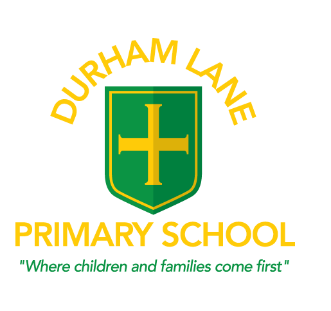 DURHAM LANE
PRIMARY SCHOOL
"Where children and families come first"